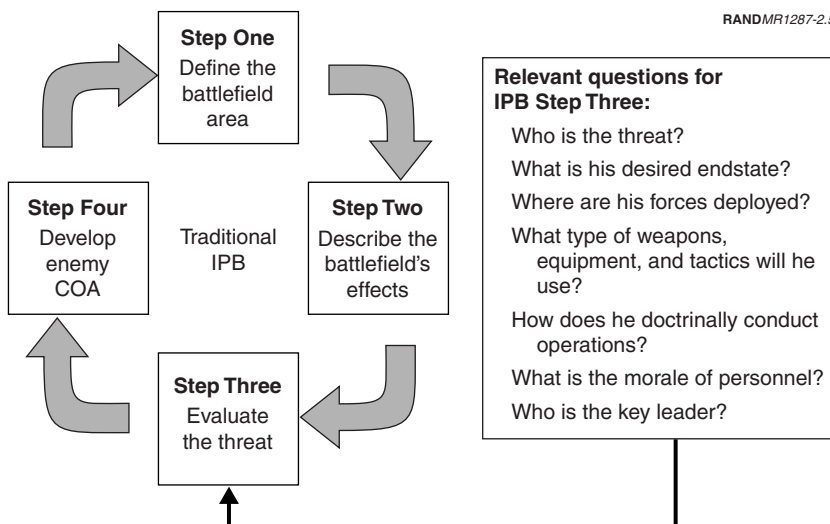 RANDMR1287-2.5
Step One
Define the
battlefield
area
Step Four
Develop
enemy
COA
Traditional
IPB
Step Two
Describe the
battlefield's
effects
Step Three
Evaluate
the threat
Relevant questions for
IPB Step Three:
Who is the threat?
What is his desired endstate?
Where are his forces deployed?
What type of weapons,
equipment, and tactics will he
use?
How does he doctrinally conduct
operations?
What is the morale of personnel?
Who is the key leader?